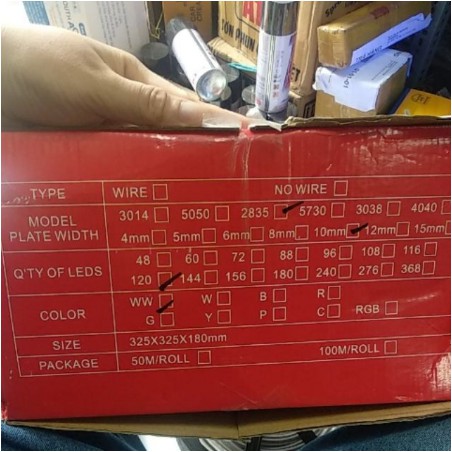 TÔN PHUN
TYPE WIRE NO WIRE
MODEL 3014 5050 2835 5730 3038 4040
PLATE WIDTH 4mm 5mm 6mm 8mm 10mm 12mm 15mm
Q'TY OF LEDS 48 60 72 88 96 108 116
120 144 156 180 240 276 368
COLOR WW W B R
G Y P C RGB
SIZE 325X325X180mm
PACKAGE 50M/ROLL 100M/ROLL